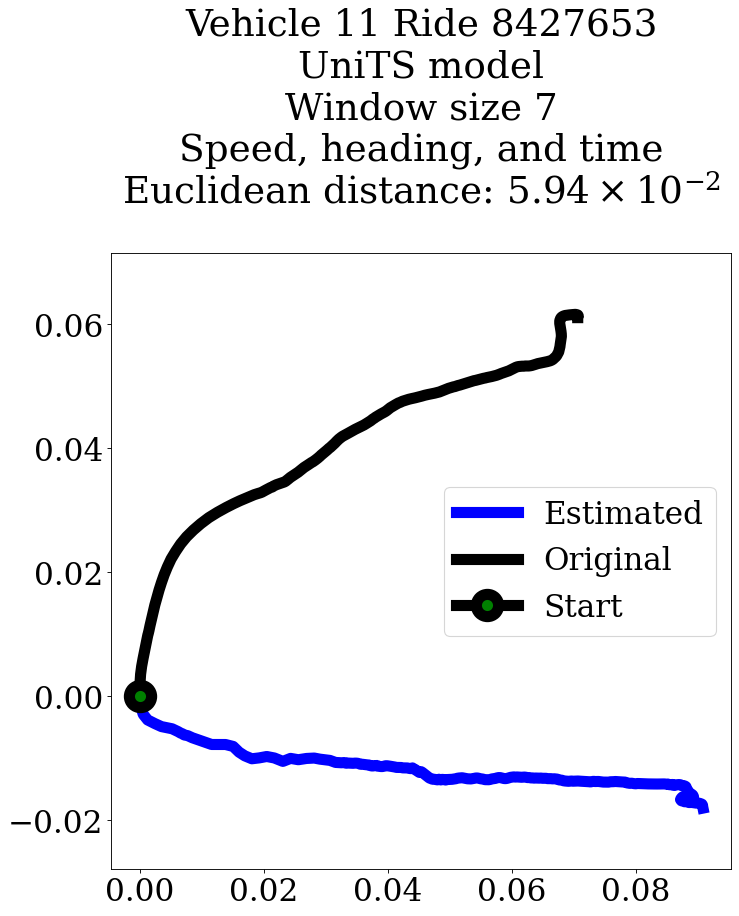 Vehicle 11 Ride 8427653
UniTS model
Window size 7
Speed, heading, and time
Euclidean distance: 5.94 × 10⁻²
0.06
0.04
0.02
0.00
−0.02
Estimated
Original
Start
0.00 0.02 0.04 0.06 0.08